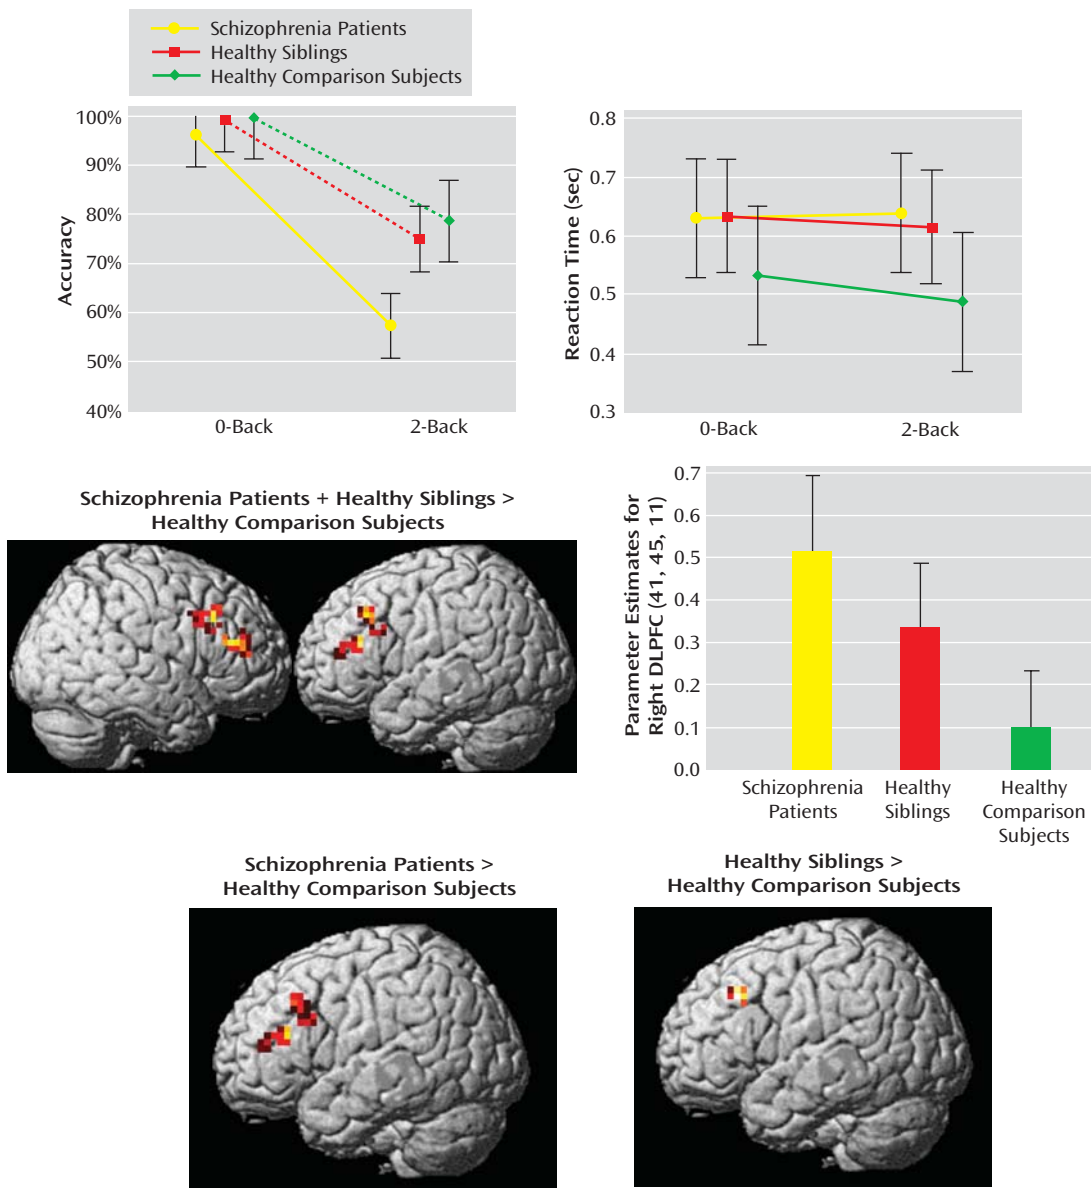 Schizophrenia Patients
Healthy Siblings
Healthy Comparison Subjects
Accuracy
100%
90%
80%
70%
60%
50%
40%
0-Back
2-Back
Reaction Time (sec)
0.8
0.7
0.6
0.5
0.4
0.3
0-Back
2-Back
Schizophrenia Patients + Healthy Siblings >
Healthy Comparison Subjects
Parameter Estimates for
Right DLPFC (41, 45, 11)
0.7
0.6
0.5
0.4
0.3
0.2
0.1
0.0
Schizophrenia
Patients
Healthy
Siblings
Healthy
Comparison
Subjects
Schizophrenia Patients >
Healthy Comparison Subjects
Healthy Siblings >
Healthy Comparison Subjects